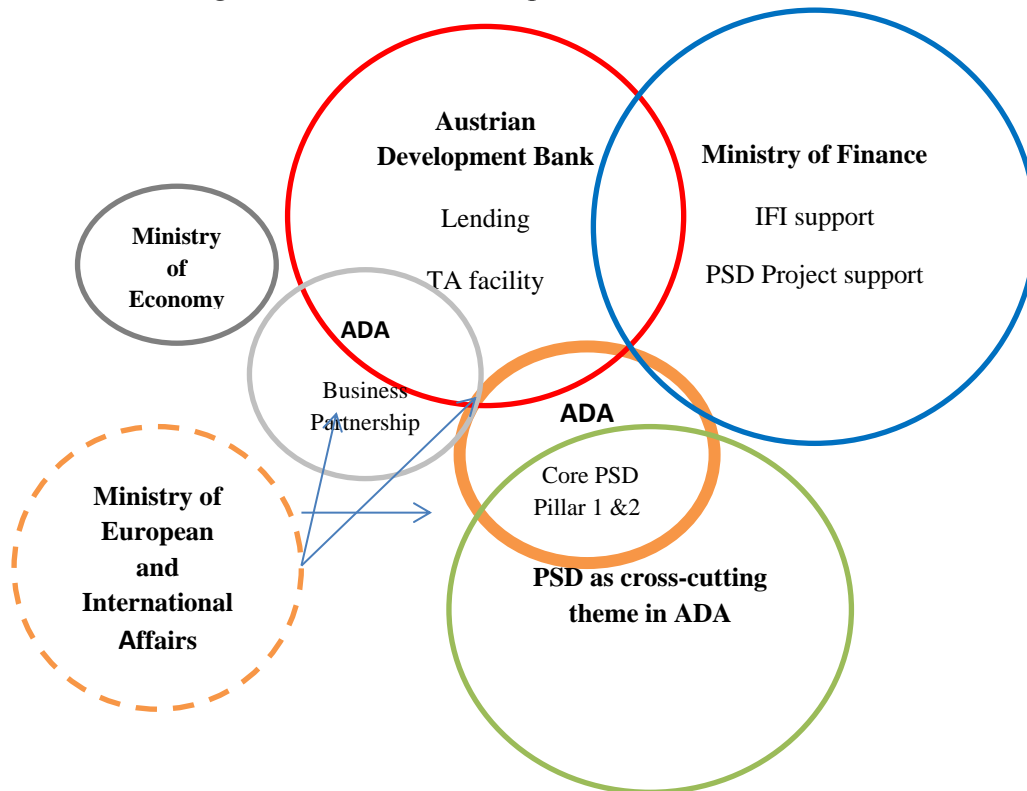 Austrian
Development Bank
Lending
TA facility
Ministry of Finance
IFI support
PSD Project support
Ministry
of
Economy
ADA
Business
Partnership
ADA
Core PSD
Pillar 1 &2
Ministry of
European
and
International
Affairs
PSD as cross-cutting
theme in ADA